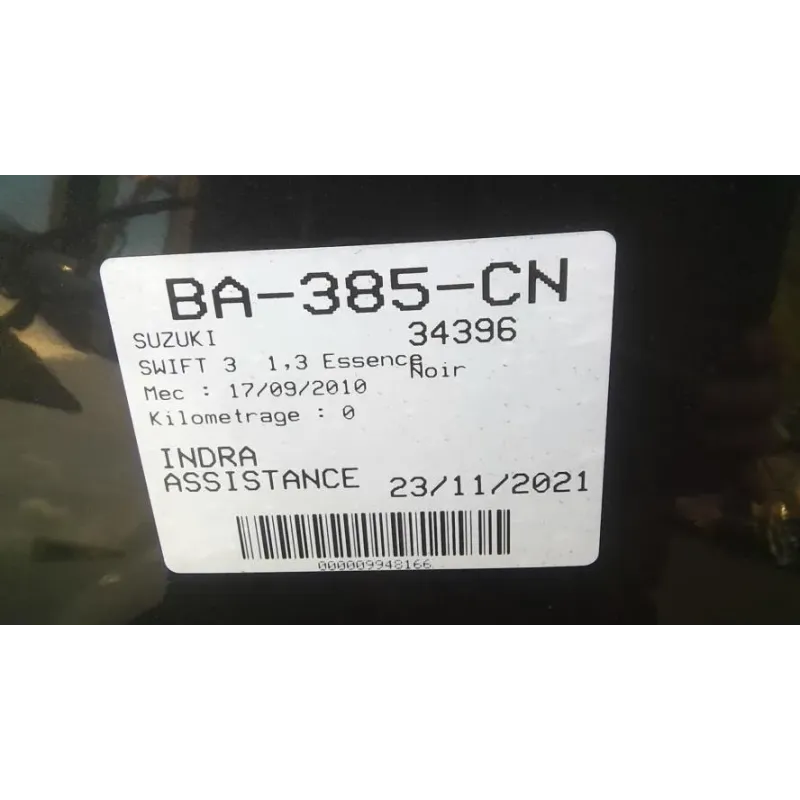 BA-385-CN
SUZUKI 34396
SWIFT 3 1,3 Essence Noir
Mec : 17/09/2010
Kilometrage : 0
INDRA
ASSISTANCE 23/11/2021
000009948166